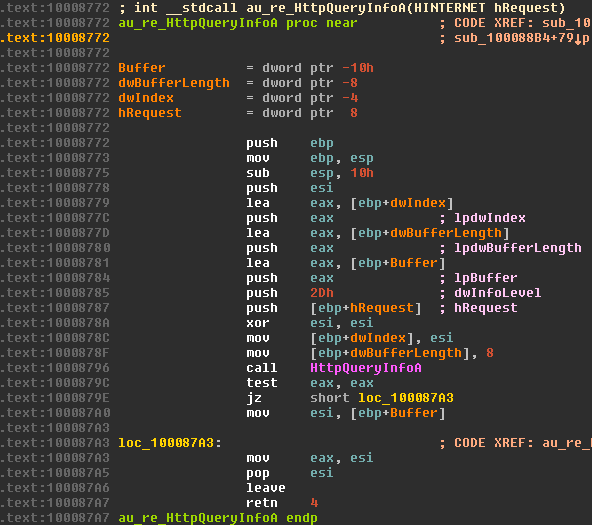 .text:10008772 ; int __stdcall au_re_HttpQueryInfoA(HINTERNET hRequest)
.text:10008772 au_re_HttpQueryInfoA proc near ; CODE XREF: sub_10
.text:10008772 ; sub_100088B4+79↓p
.text:10008772
.text:10008772 Buffer = dword ptr -10h
.text:10008772 dwBufferLength = dword ptr -8
.text:10008772 dwIndex = dword ptr -4
.text:10008772 hRequest = dword ptr 8
.text:10008772
.text:10008772 push ebp
.text:10008773 mov ebp, esp
.text:10008775 sub esp, 10h
.text:10008778 push esi
.text:10008779 lea eax, [ebp+dwIndex]
.text:1000877C push eax ; lpdwIndex
.text:1000877D lea eax, [ebp+dwBufferLength]
.text:10008780 push eax ; lpdwBufferLength
.text:10008781 lea eax, [ebp+Buffer]
.text:10008784 push eax ; lpBuffer
.text:10008785 push 2Dh ; dwInfoLevel
.text:10008787 push [ebp+hRequest] ; hRequest
.text:1000878A xor esi, esi
.text:1000878C mov [ebp+dwIndex], esi
.text:1000878F mov [ebp+dwBufferLength], 8
.text:10008796 call HttpQueryInfoA
.text:1000879C test eax, eax
.text:1000879E jz short loc_100087A3
.text:100087A0 mov esi, [ebp+Buffer]
.text:100087A3
.text:100087A3 loc_100087A3: ; CODE XREF: au_re_
.text:100087A3 mov eax, esi
.text:100087A5 pop esi
.text:100087A6 leave
.text:100087A7 retn 4
.text:100087A7 au_re_HttpQueryInfoA endp